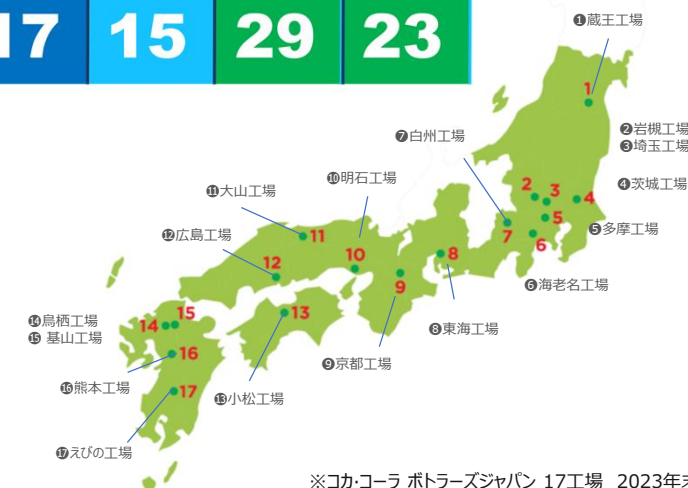 17 15 29 23
❶蔵王工場
1
❷岩槻工場
❸埼玉工場
❼白州工場
❹茨城工場
❿明石工場
⓫大山工場
2 3 4
❺多摩工場
5
⓬広島工場
11
7 6
10 8
12
❻海老名工場
9
13
⓮鳥栖工場
⓯ 基山工場
14 15
❽東海工場
16
❾京都工場
⓰熊本工場
17
⓭小松工場
⓱えびの工場
※コカ・コーラ ボトラーズジャパン 17工場 2023年末